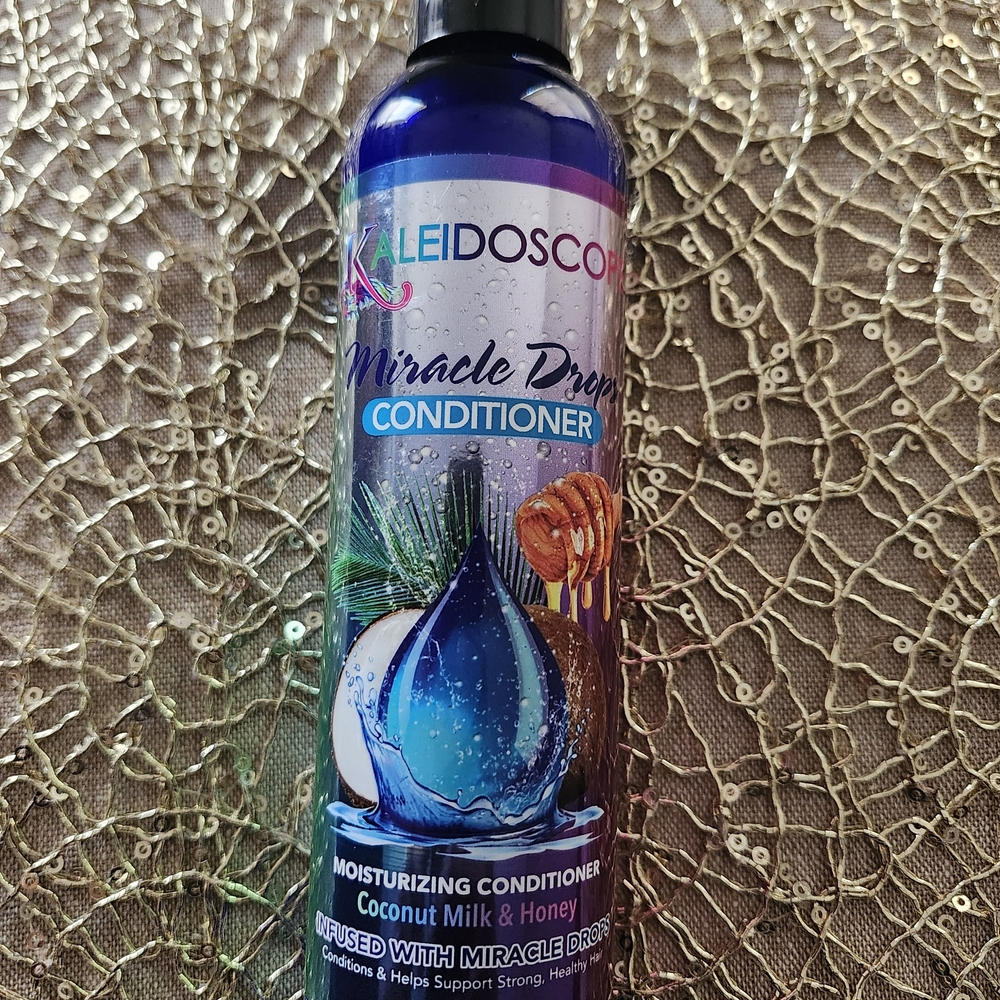 KALEIDOSCOPE
Miracle Drops
CONDITIONER
MOISTURIZING CONDITIONER
Coconut Milk & Honey
INFUSED WITH MIRACLE DROPS
Conditions & Helps Support Strong, Healthy Hair